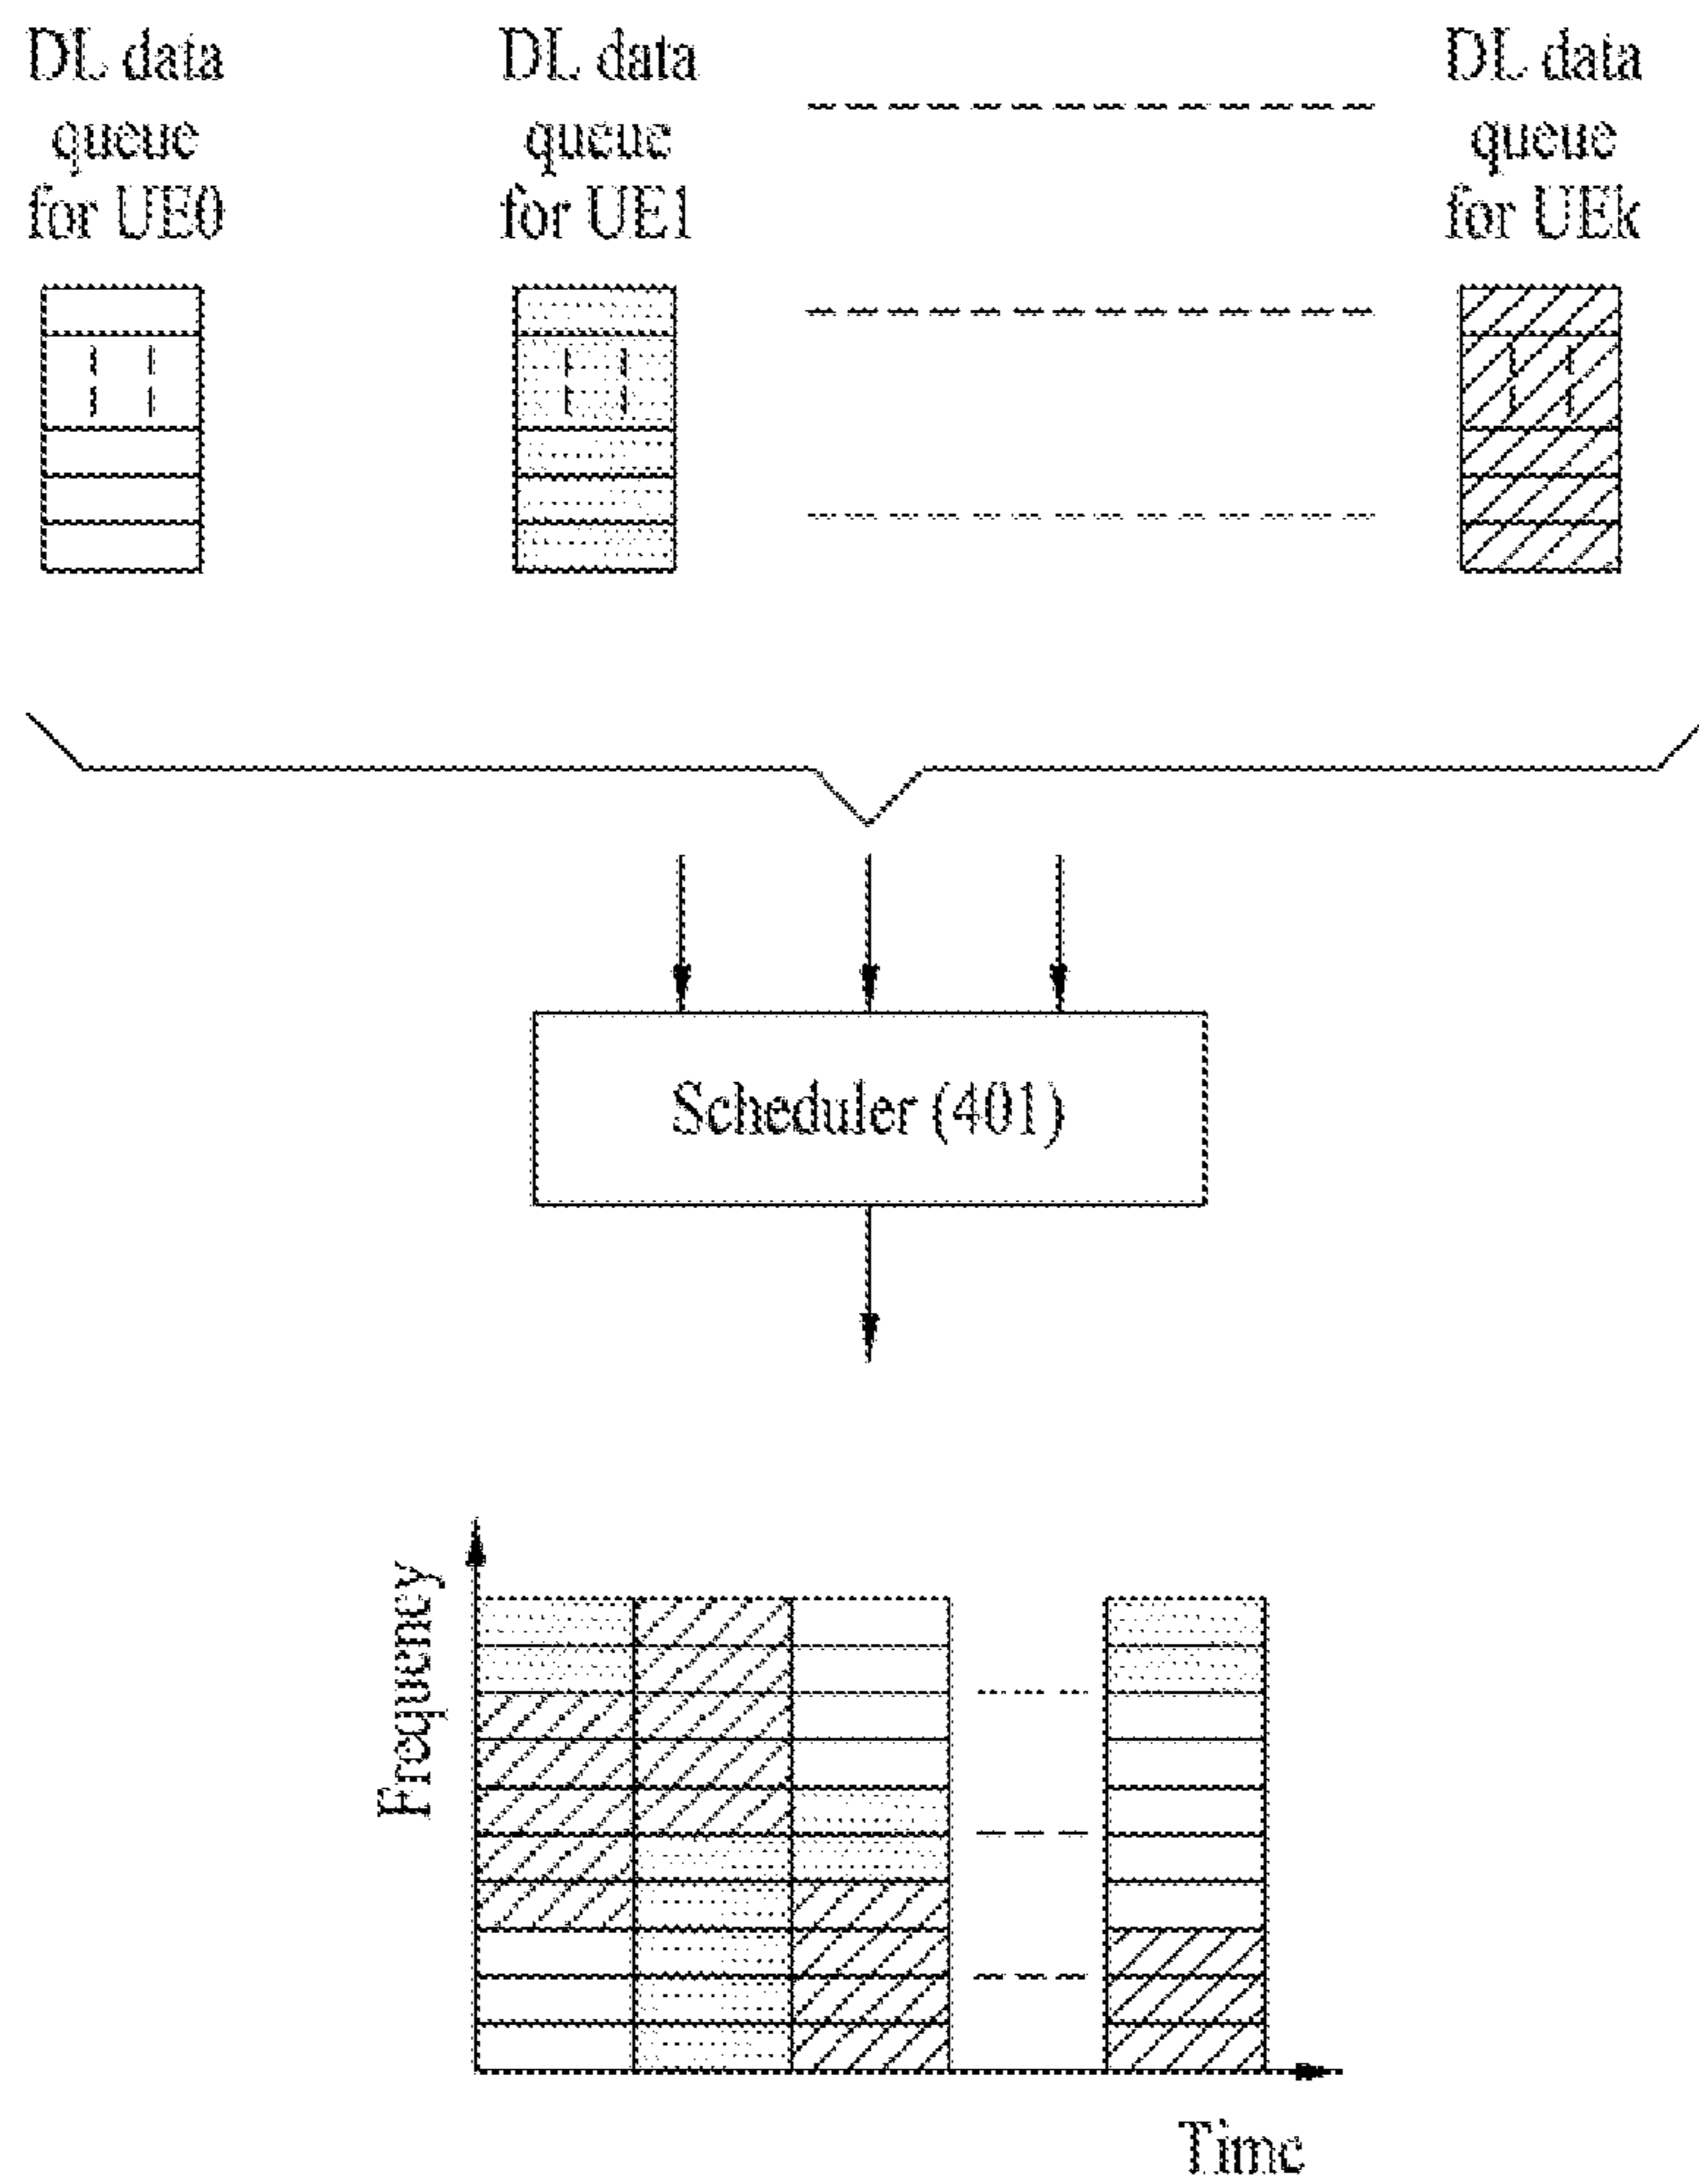 DL data
queue
for UE0
DL data
queue
for UE1
DL data
queue
for UEk
Scheduler (401)
Frequency
Time